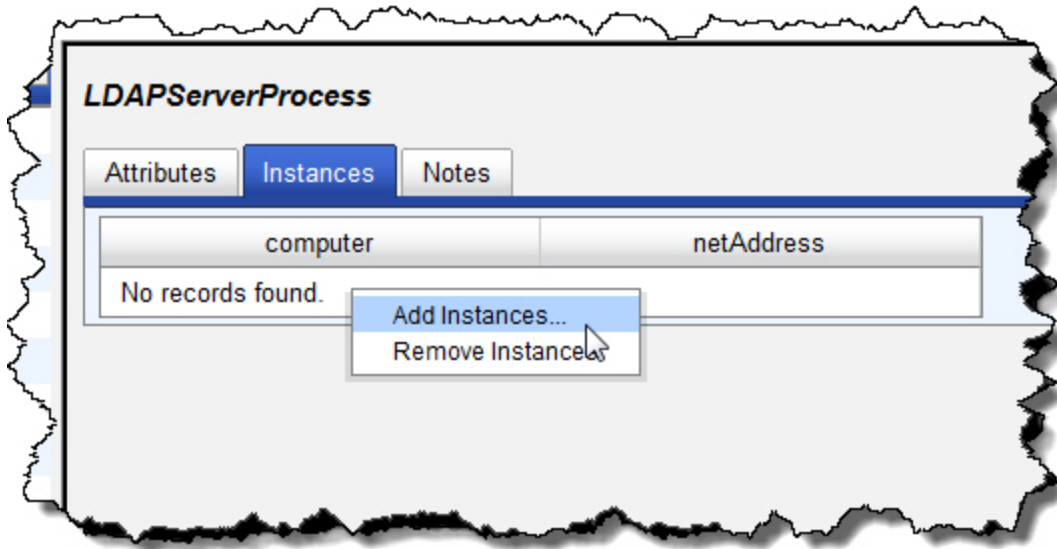 LDAPServerProcess
Attributes Instances Notes
computer netAddress
No records found.
Add Instances...
Remove Instances